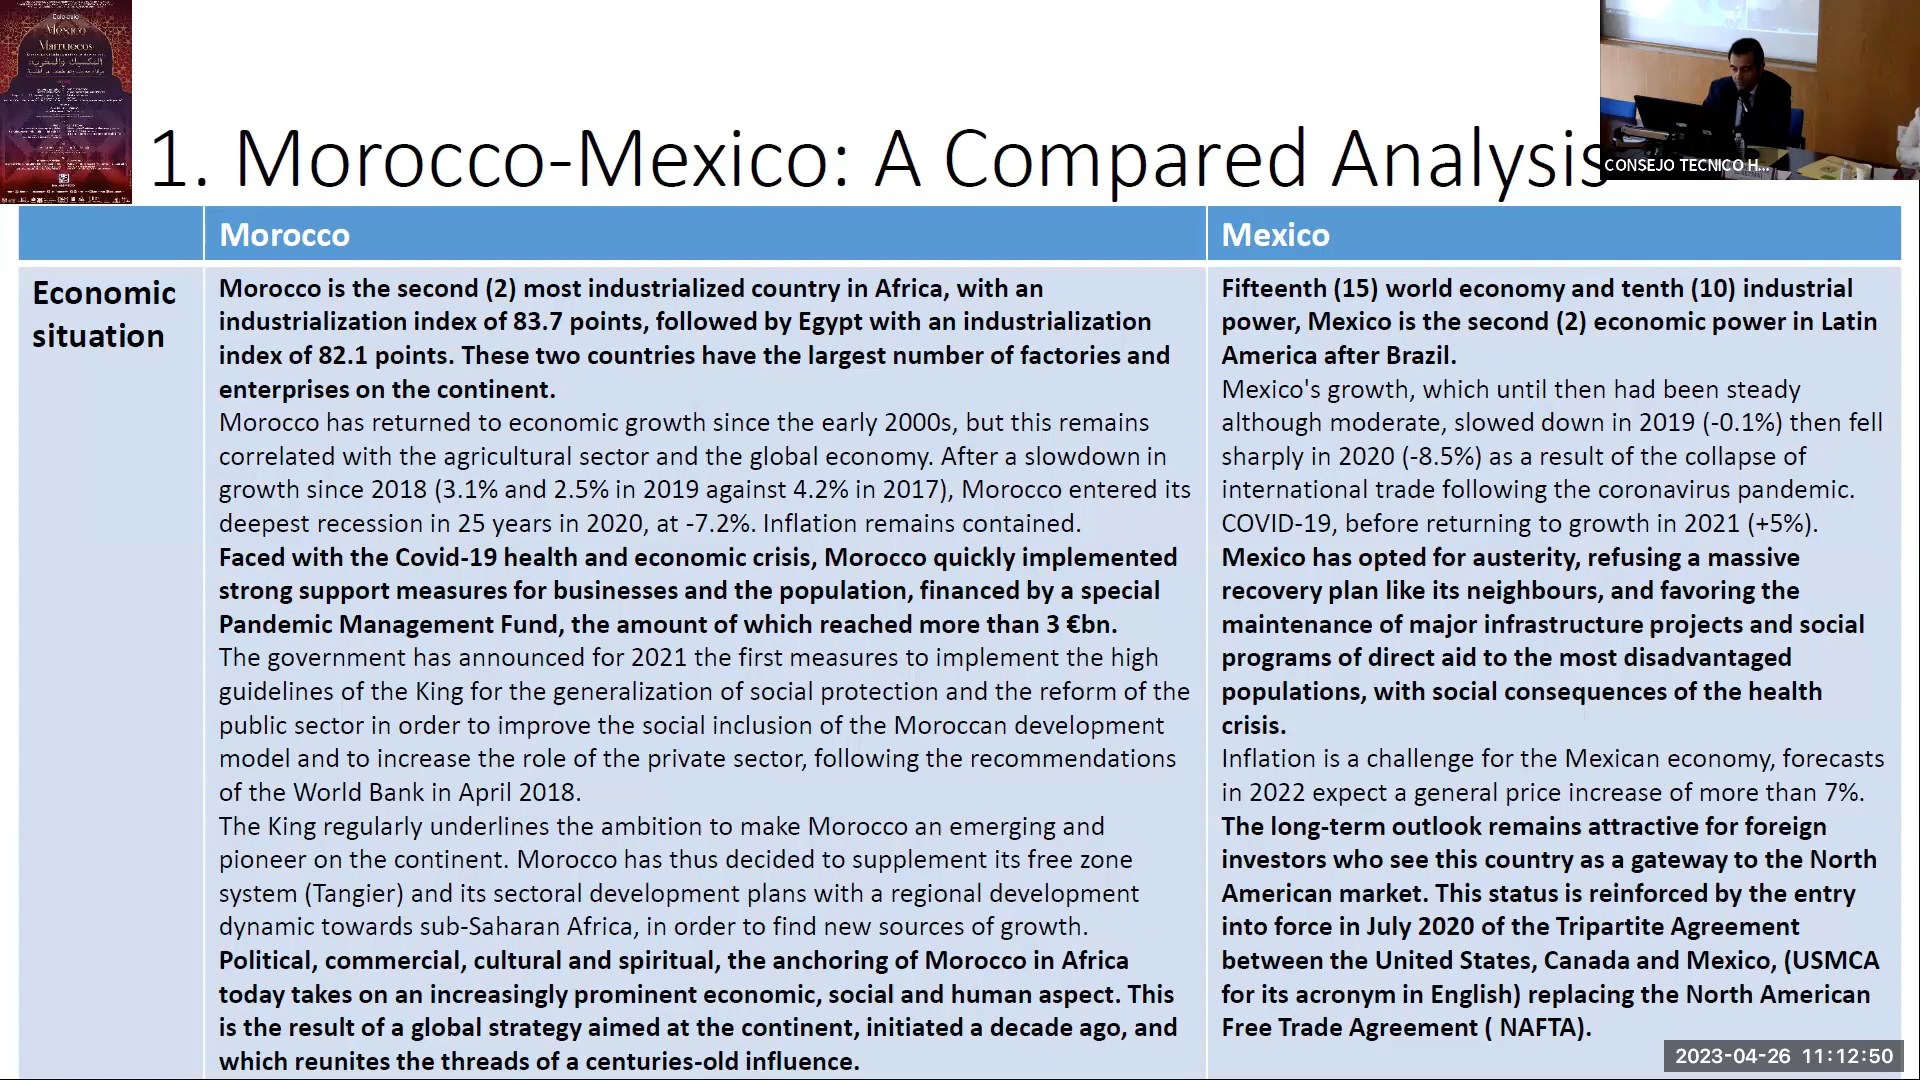 Coloquio
México
Marruecos
1. Morocco-Mexico: A Compared Analysis
CONSEJO TECNICO H...
Morocco
Mexico
Economic
situation
Morocco is the second (2) most industrialized country in Africa, with an
industrialization index of 83.7 points, followed by Egypt with an industrialization
index of 82.1 points. These two countries have the largest number of factories and
enterprises on the continent.
Morocco has returned to economic growth since the early 2000s, but this remains
correlated with the agricultural sector and the global economy. After a slowdown in
growth since 2018 (3.1% and 2.5% in 2019 against 4.2% in 2017), Morocco entered its
deepest recession in 25 years in 2020, at -7.2%. Inflation remains contained.
Faced with the Covid-19 health and economic crisis, Morocco quickly implemented
strong support measures for businesses and the population, financed by a special
Pandemic Management Fund, the amount of which reached more than 3 €bn.
The government has announced for 2021 the first measures to implement the high
guidelines of the King for the generalization of social protection and the reform of the
public sector in order to improve the social inclusion of the Moroccan development
model and to increase the role of the private sector, following the recommendations
of the World Bank in April 2018.
The King regularly underlines the ambition to make Morocco an emerging and
pioneer on the continent. Morocco has thus decided to supplement its free zone
system (Tangier) and its sectoral development plans with a regional development
dynamic towards sub-Saharan Africa, in order to find new sources of growth.
Political, commercial, cultural and spiritual, the anchoring of Morocco in Africa
today takes on an increasingly prominent economic, social and human aspect. This
is the result of a global strategy aimed at the continent, initiated a decade ago, and
which reunites the threads of a centuries-old influence.
Fifteenth (15) world economy and tenth (10) industrial
power, Mexico is the second (2) economic power in Latin
America after Brazil.
Mexico's growth, which until then had been steady
although moderate, slowed down in 2019 (-0.1%) then fell
sharply in 2020 (-8.5%) as a result of the collapse of
international trade following the coronavirus pandemic.
COVID-19, before returning to growth in 2021 (+5%).
Mexico has opted for austerity, refusing a massive
recovery plan like its neighbours, and favoring the
maintenance of major infrastructure projects and social
programs of direct aid to the most disadvantaged
populations, with social consequences of the health
crisis.
Inflation is a challenge for the Mexican economy, forecasts
in 2022 expect a general price increase of more than 7%.
The long-term outlook remains attractive for foreign
investors who see this country as a gateway to the North
American market. This status is reinforced by the entry
into force in July 2020 of the Tripartite Agreement
between the United States, Canada and Mexico, (USMCA
for its acronym in English) replacing the North American
Free Trade Agreement ( NAFTA).
2023-04-26 11:12:50